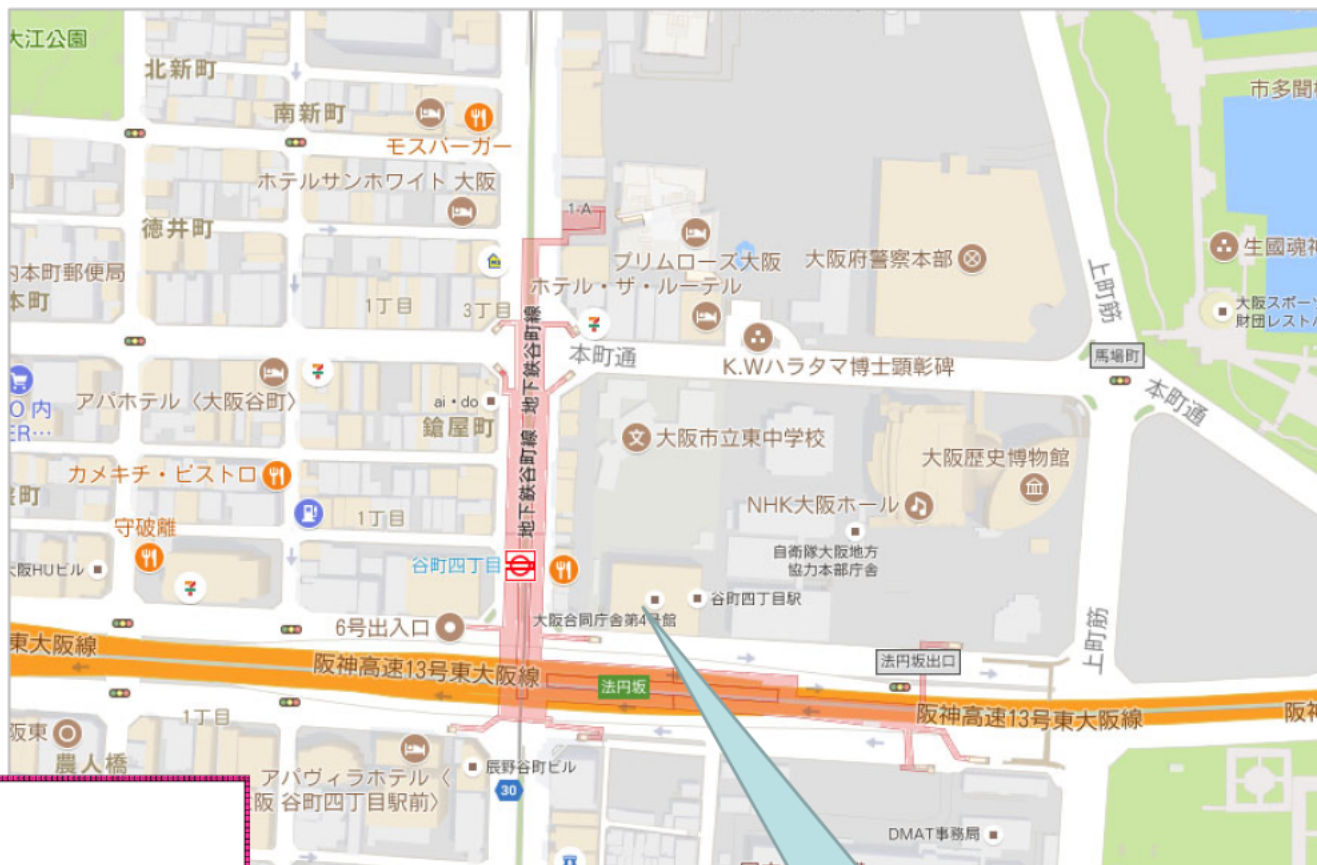 大江公園
北新町
南新町
モスバーガー
ホテルサンホワイト 大阪
徳井町
1-A
市多聞
プリムローズ大阪
大阪府警察本部
生國魂神
ホテル・ザ・ルーテル
内本町郵便局
本町
1丁目
3丁目
地下鉄谷町線
地下鉄谷町線
上町筋
大阪スポーツ
財団レストハ
本町通
K.Wハラタマ博士顕彰碑
馬場町
本町通
アパホテル〈大阪谷町〉
ai・do
鎗屋町
O 内
ER…
大阪市立東中学校
大阪歴史博物館
カメキチ・ビストロ
町
1丁目
NHK大阪ホール
守破離
自衛隊大阪地方
協力本部庁舎
大阪HUビル
谷町四丁目
谷町四丁目駅
大阪合同庁舎第4号館
6号出入口
上町筋
東大阪線
阪神高速13号東大阪線
法円坂出口
法円坂
阪神高速13号東大阪線
阪神
1丁目
阪東
農人橋
アパヴィラホテル〈
阪 谷町四丁目駅前〉
辰野谷町ビル
30
DMAT事務局